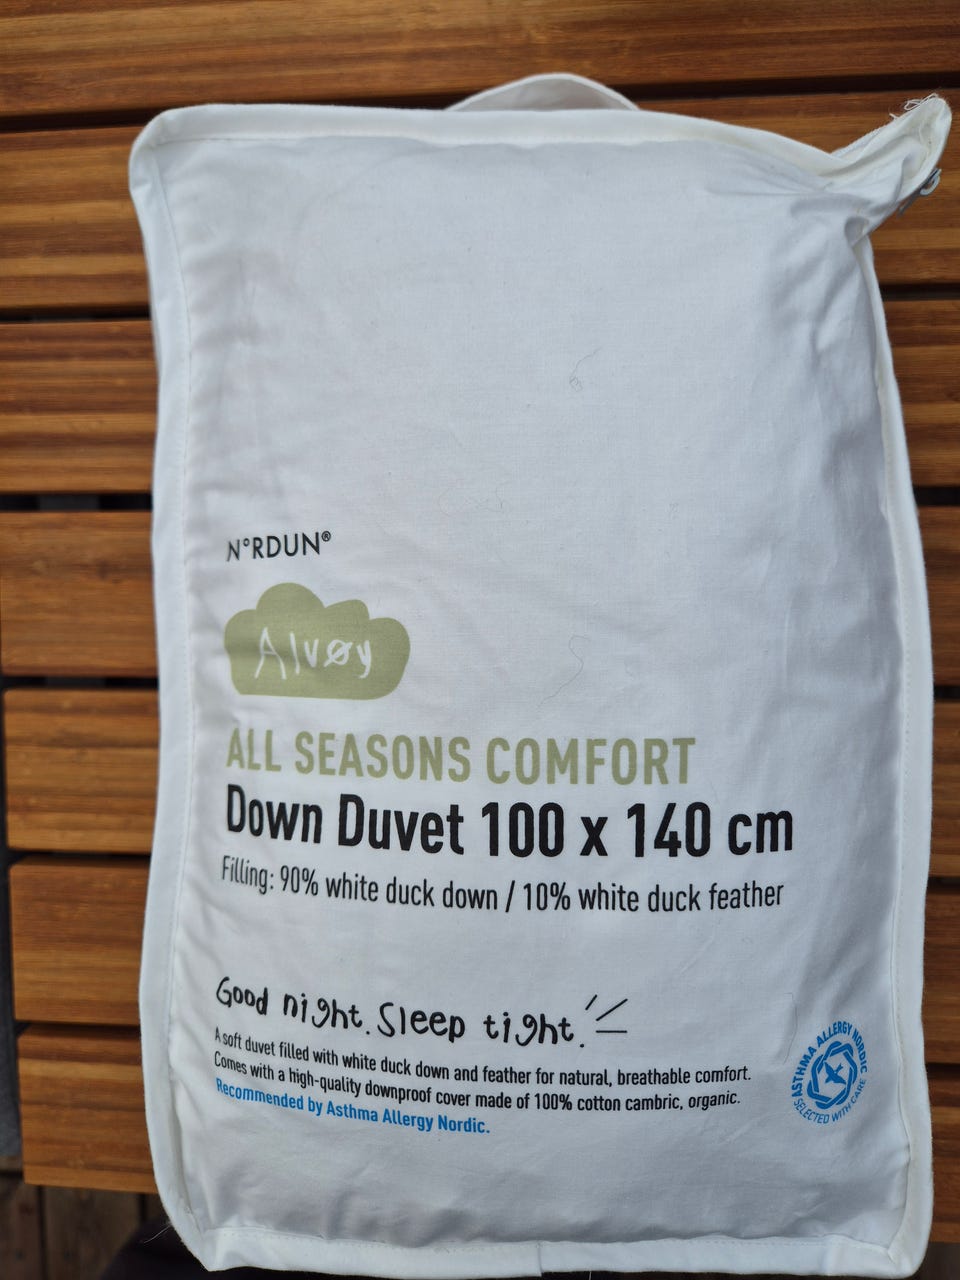 N°RDUN®
Alvøy
ALL SEASONS COMFORT
Down Duvet 100 x 140 cm
Filling: 90% white duck down / 10% white duck feather
Good night. Sleep tight.
A soft duvet filled with white duck down and feather for natural, breathable comfort.
Comes with a high-quality downproof cover made of 100% cotton cambric, organic.
Recommended by Asthma Allergy Nordic.
ASTHMA ALLERGY NORDIC
SELECTED WITH CARE